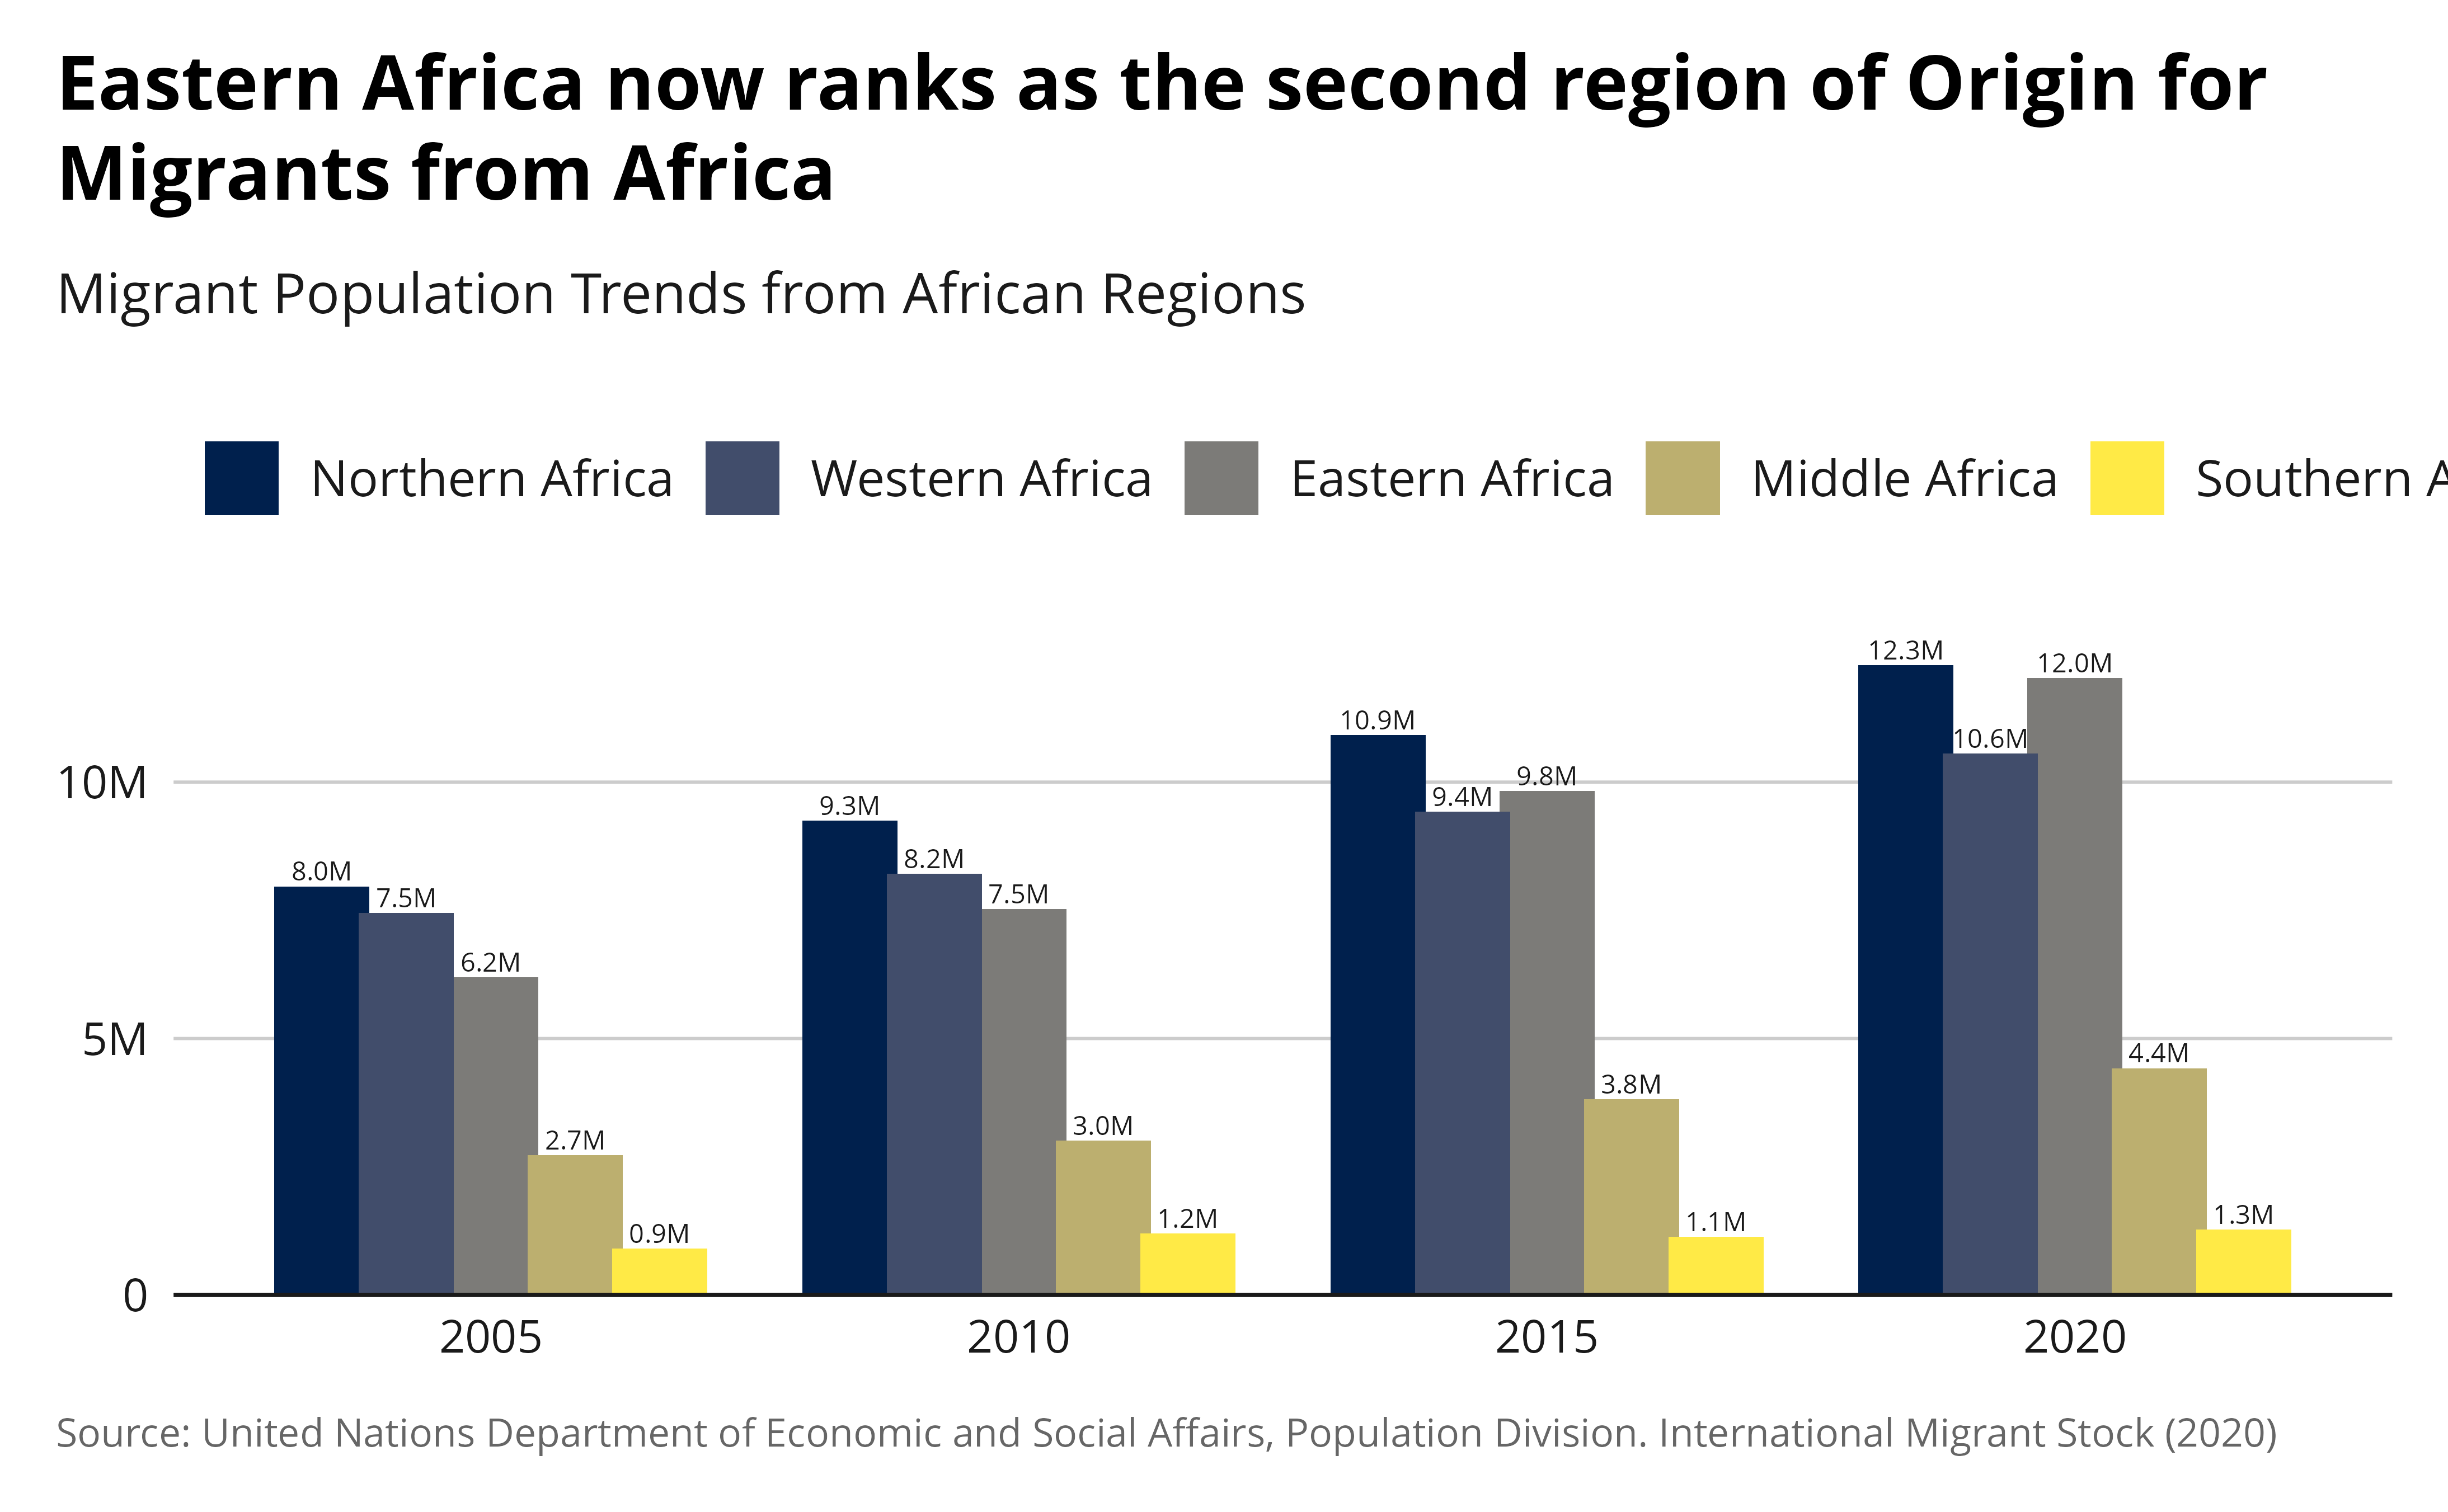 Eastern Africa now ranks as the second region of Origin for
Migrants from Africa
Migrant Population Trends from African Regions
Northern Africa Western Africa Eastern Africa Middle Africa Southern A
12.3M
12.0M
10.9M
10.6M
10M
9.8M
9.4M
9.3M
8.2M
8.0M
7.5M
7.5M
6.2M
5M
4.4M
3.8M
3.0M
2.7M
1.3M
1.2M
1.1M
0.9M
0
2005 2010 2015 2020
Source: United Nations Department of Economic and Social Affairs, Population Division. International Migrant Stock (2020)